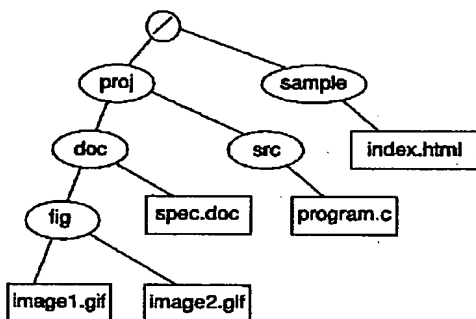 /
proj
sample
doc
src
index.html
fig
spec.doc
program.c
image1.gif
image2.gif